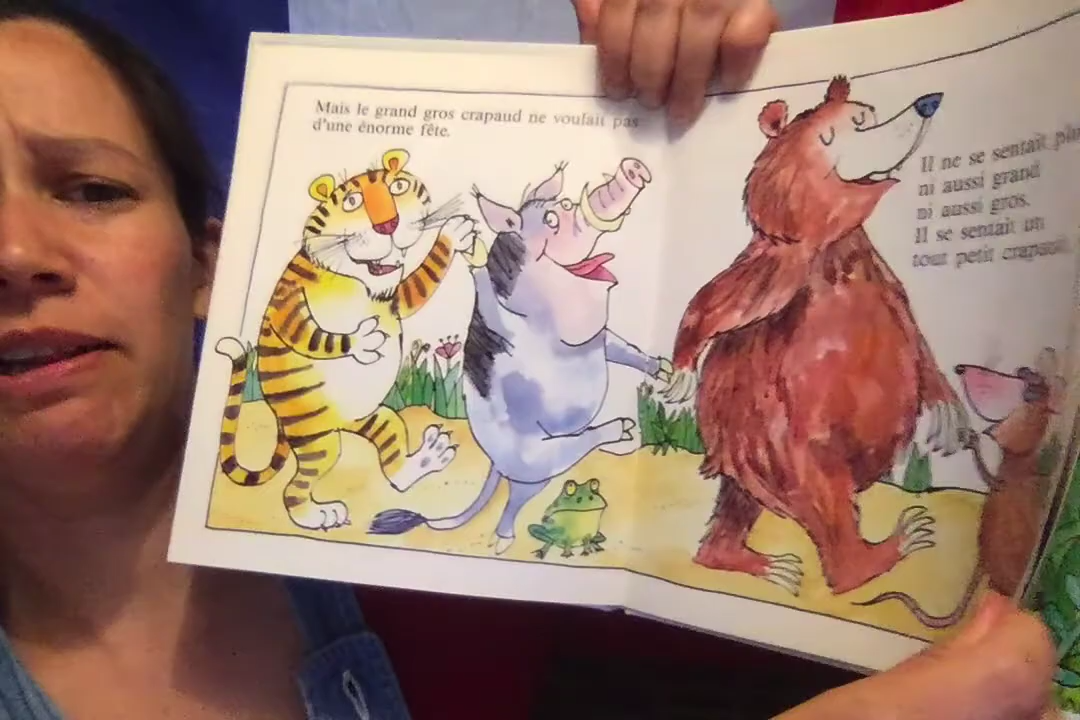 Mais le grand gros crapaud ne voulait pas
d'une énorme fête.
Il ne se sentait plus
ni aussi grand
ni aussi gros.
Il se sentait un
tout petit crapaud